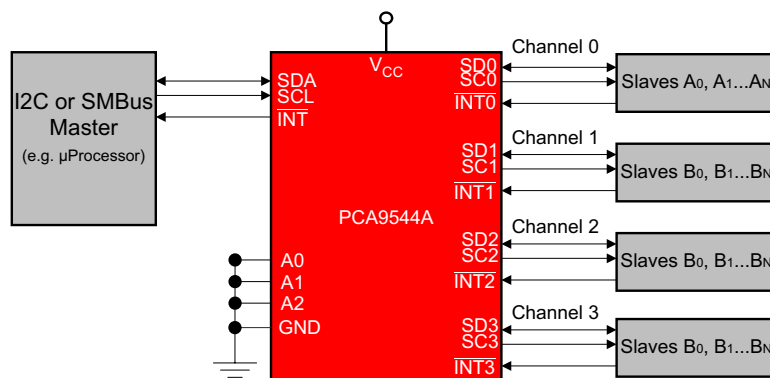 I2C or SMBus
Master
(e.g. µProcessor)
SDA
SCL
INT
A0
A1
A2
GND
VCC
PCA9544A
Channel 0
SD0
SC0
INT0
Slaves A0, A1...AN
Channel 1
SD1
SC1
INT1
Slaves B0, B1...BN
Channel 2
SD2
SC2
INT2
Slaves B0, B1...BN
Channel 3
SD3
SC3
INT3
Slaves B0, B1...BN